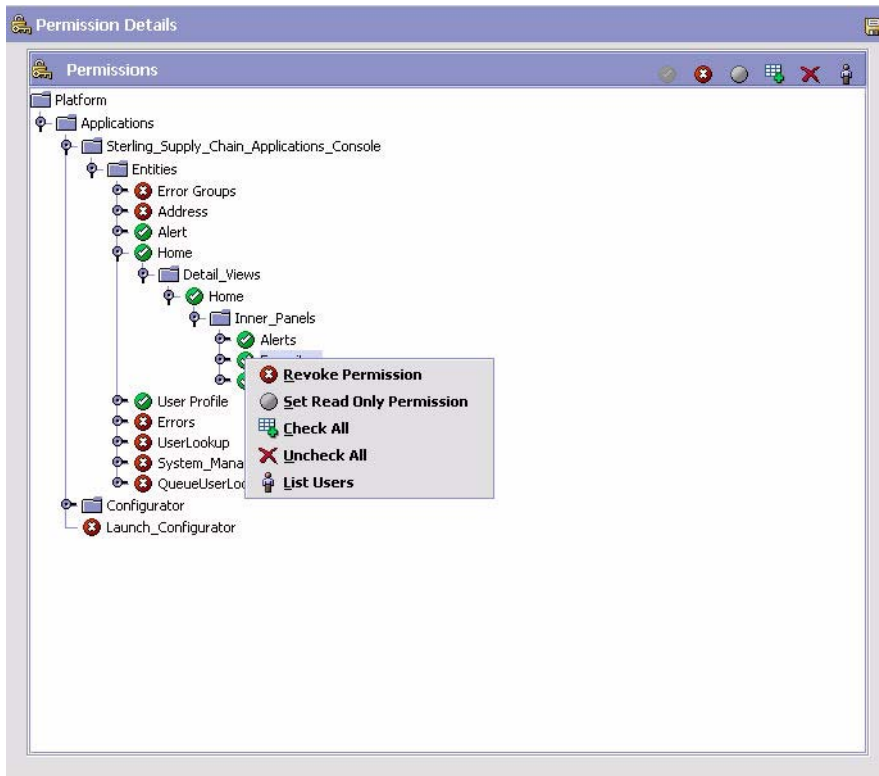 Permission Details
Permissions
Platform
Applications
Sterling_Supply_Chain_Applications_Console
Entities
Error Groups
Address
Alert
Home
Detail_Views
Home
Inner_Panels
Alerts
Revoke Permission
Set Read Only Permission
Check All
Uncheck All
List Users
User Profile
Errors
UserLookup
System_Mana
QueueUserLoo
Configurator
Launch_Configurator